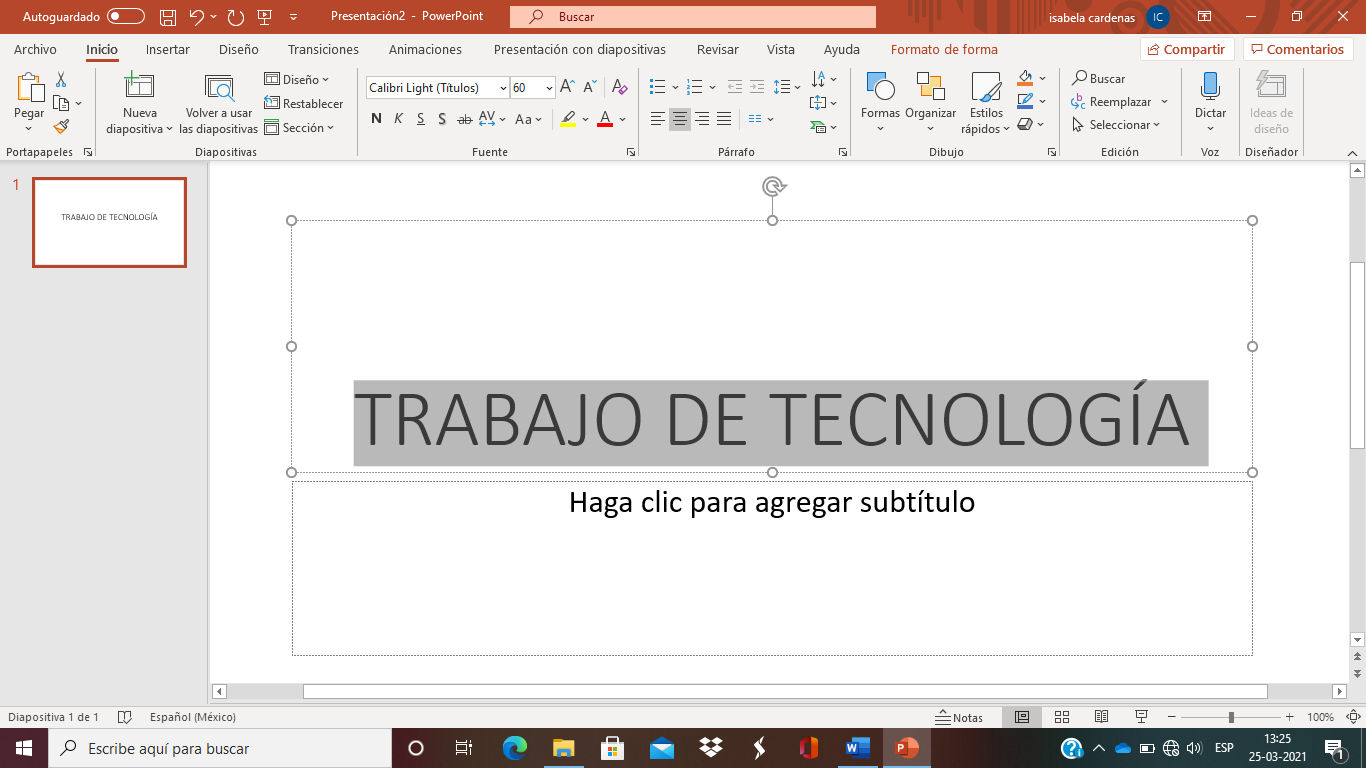 Autoguardado
Presentación2 - PowerPoint
Buscar
isabela cardenas
IC
Archivo Inicio Insertar Diseño Transiciones Animaciones Presentación con diapositivas Revisar Vista Ayuda Formato de forma
Compartir
Comentarios
Pegar
Portapapeles
Nueva
diapositiva
Volver a usar
las diapositivas
Diseño
Restablecer
Sección
Diapositivas
Calibri Light (Títulos) 60
N K S S ab AV Aa A
Fuente
Párrafo
Formas
Organizar
Estilos
rápidos
Dibujo
Buscar
Reemplazar
Seleccionar
Edición
Dictar
Voz
Ideas de
diseño
Diseñador
1
TRABAJO DE TECNOLOGÍA
TRABAJO DE TECNOLOGÍA
Haga clic para agregar subtítulo
Diapositiva 1 de 1
Español (México)
Notas
100%
Escribe aquí para buscar
ESP
13:25
25-03-2021
1